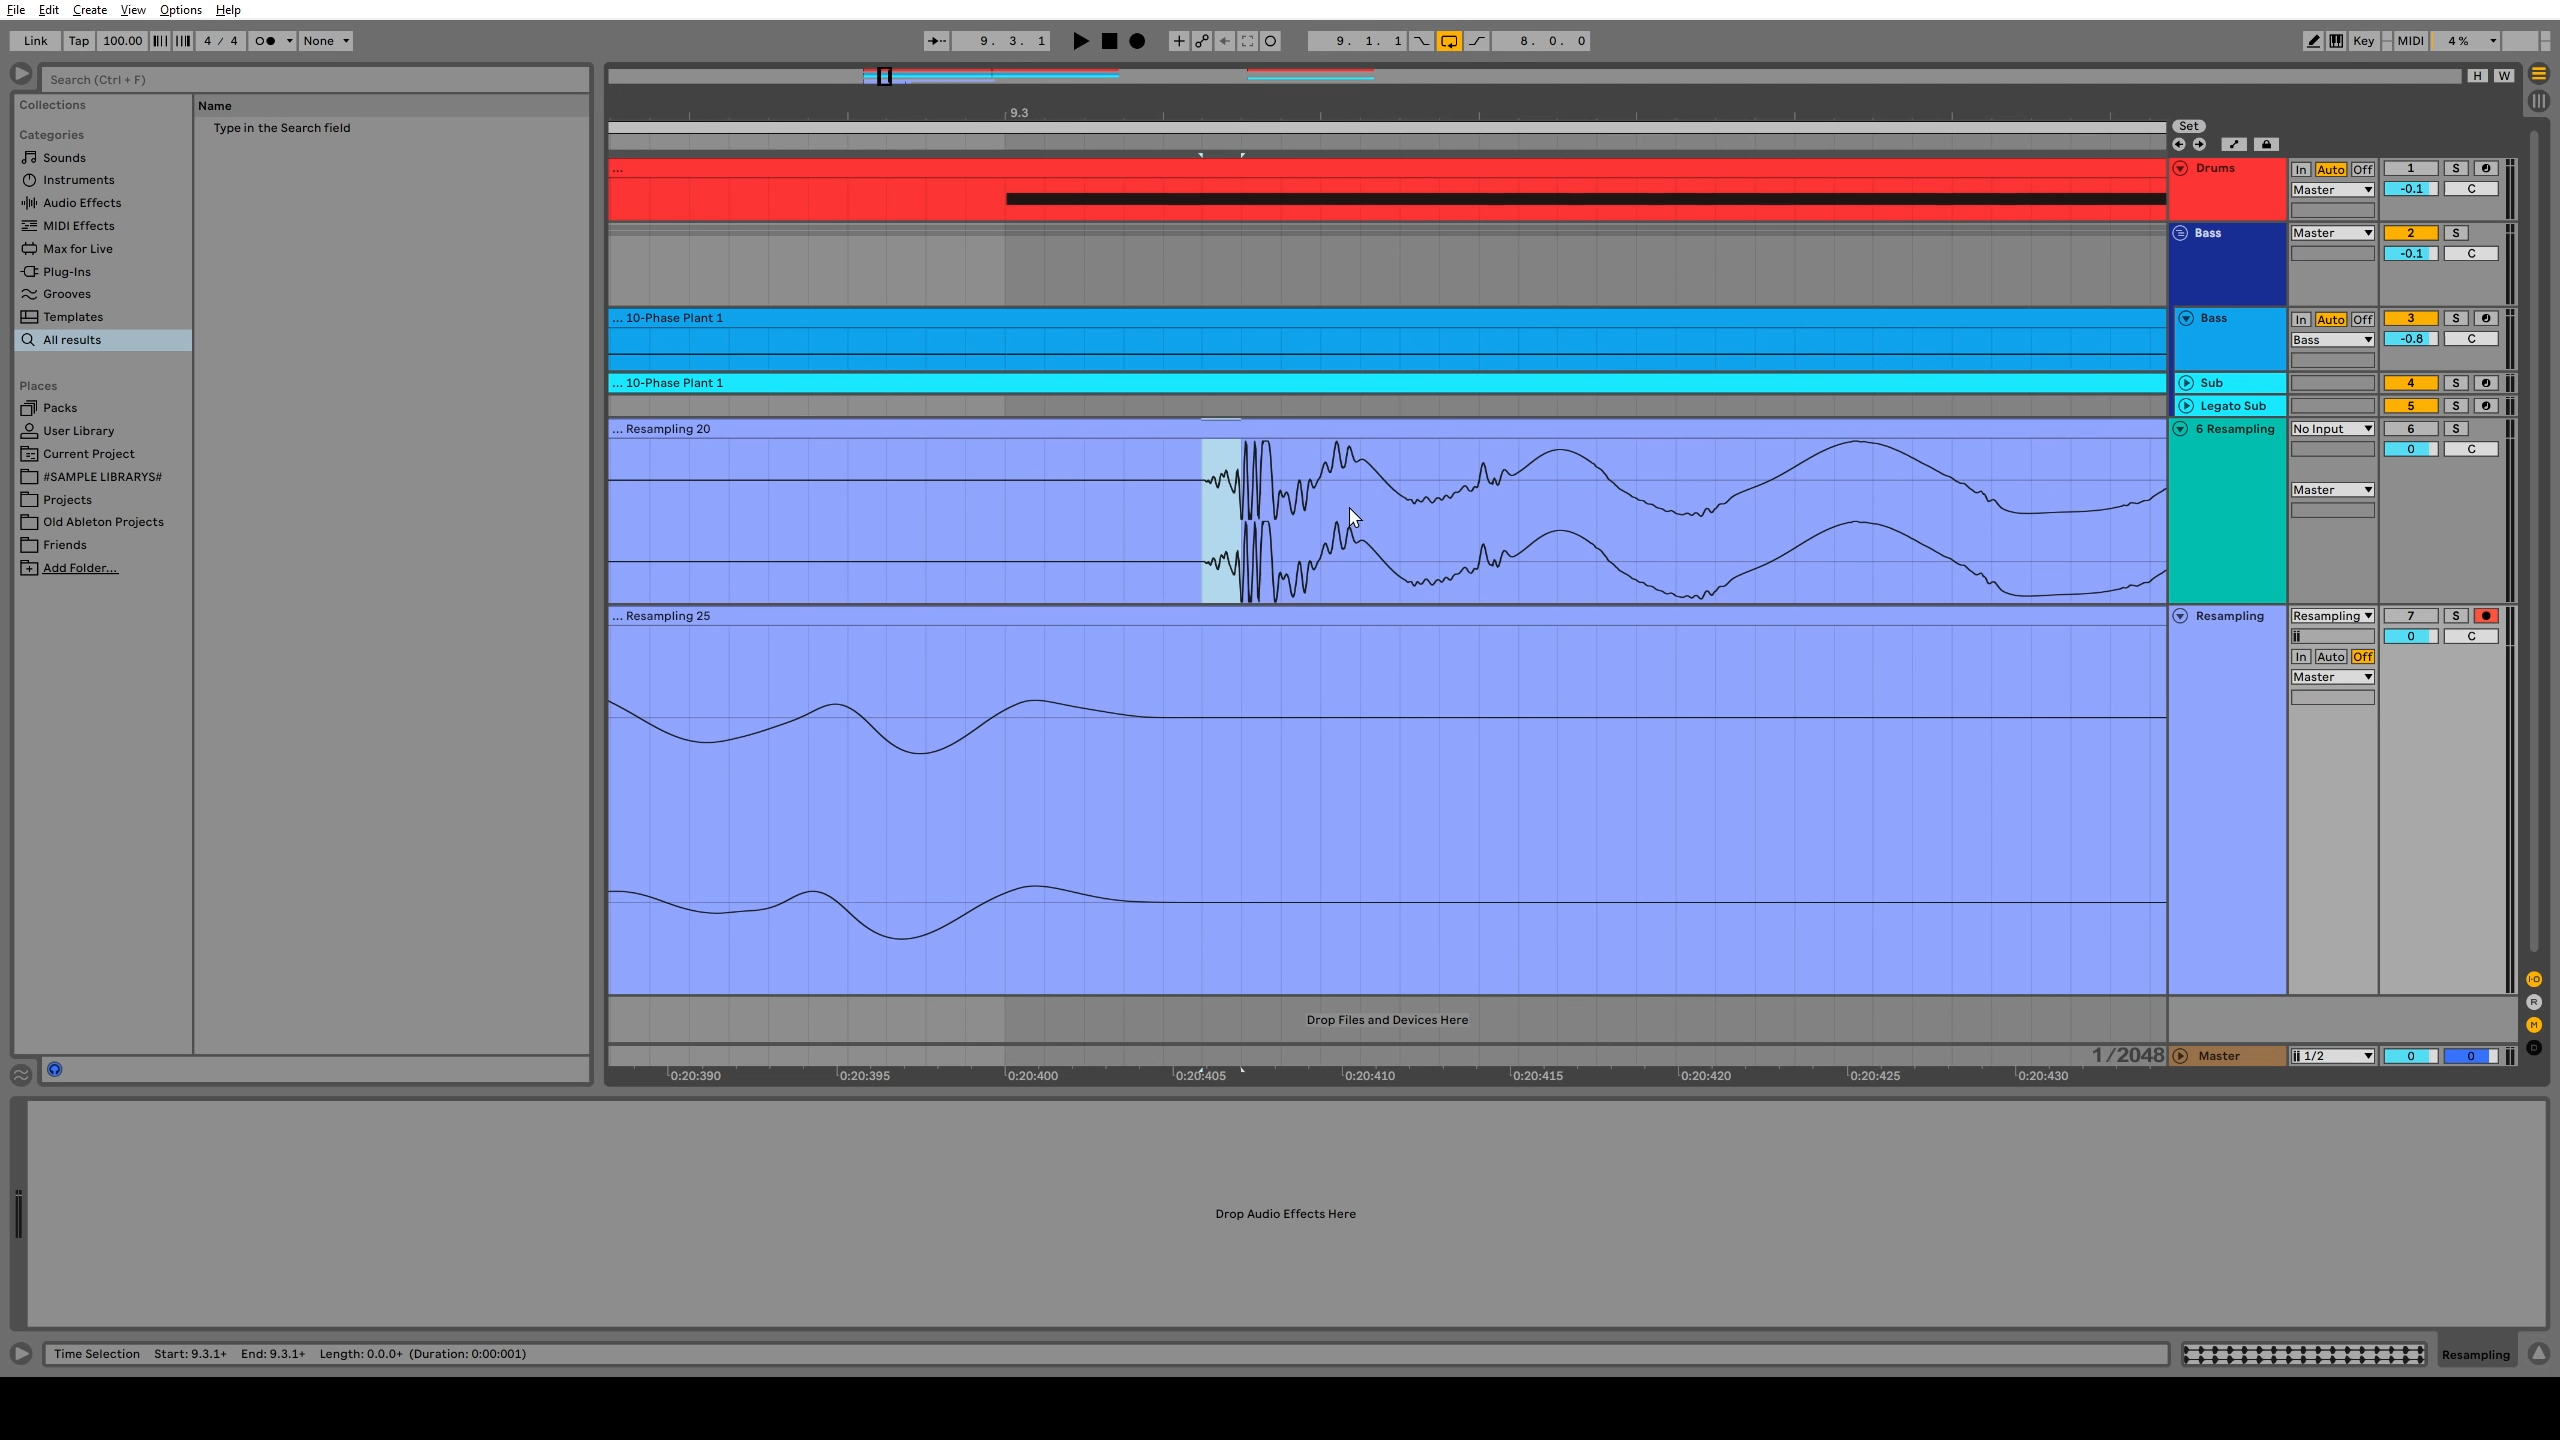 File Edit Create View Options Help
Link Tap 100.00 4 / 4 None 9. 3. 1 9. 1. 1 8. 0. 0 Key MIDI 4 %
Search (Ctrl + F)
H W
Collections
Name
Type in the Search field
Categories
Sounds
Instruments
Audio Effects
MIDI Effects
Max for Live
Plug-Ins
Grooves
Templates
All results
Places
Packs
User Library
Current Project
#SAMPLE LIBRARYS#
Projects
Old Ableton Projects
Friends
Add Folder...
9.3
Set
... Drums In Auto Off 1 S
Master -0.1 C
Bass Master 2 S
-0.1 C
... 10-Phase Plant 1 Bass In Auto Off 3 S
Bass -0.8 C
... 10-Phase Plant 1 Sub 4 S
Legato Sub 5 S
... Resampling 20 6 Resampling No Input 6 S
0 C
Master
... Resampling 25 Resampling Resampling 7 S
0 C
In Auto Off
Master
I-O
R
M
D
Drop Files and Devices Here
1/2048 Master 1/2 0 0
0:20:390 0:20:395 0:20:400 0:20:405 0:20:410 0:20:415 0:20:420 0:20:425 0:20:430
Drop Audio Effects Here
Time Selection Start: 9.3.1+ End: 9.3.1+ Length: 0.0.0+ (Duration: 0:00:001) Resampling